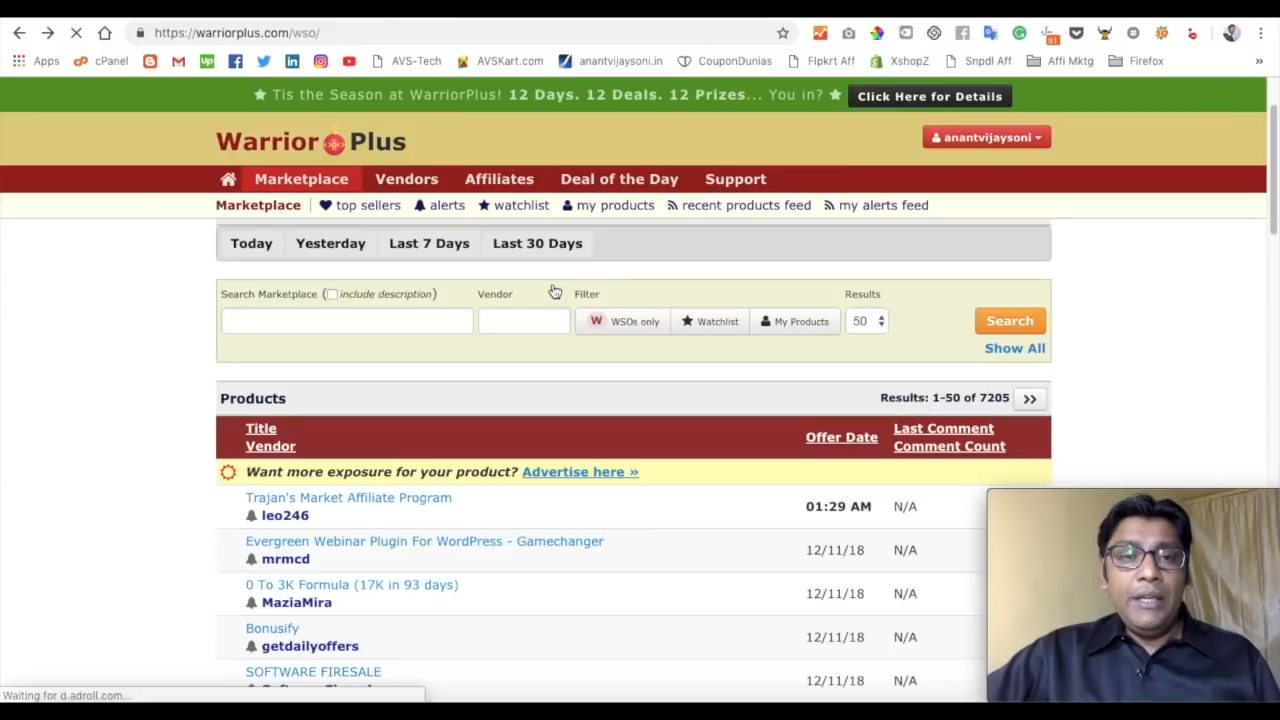 https://warriorplus.com/wso/
81
Apps cPanel AVS-Tech AVSKart.com anantvijaysoni.in CouponDunias Flpkrt Aff XshopZ Snpdl Aff Affi Mktg Firefox »
Tis the Season at WarriorPlus! 12 Days. 12 Deals. 12 Prizes... You in? Click Here for Details
Warrior Plus anantvijaysoni
Marketplace Vendors Affiliates Deal of the Day Support
Marketplace top sellers alerts watchlist my products recent products feed my alerts feed
Today Yesterday Last 7 Days Last 30 Days
Search Marketplace ( include description) Vendor Filter Results
W WSOs only Watchlist My Products 50 Search
Show All
Products Results: 1-50 of 7205 >>
Title Offer Date Last Comment
Vendor Comment Count
Want more exposure for your product? Advertise here »
Trajan's Market Affiliate Program 01:29 AM N/A
leo246
Evergreen Webinar Plugin For WordPress - Gamechanger 12/11/18 N/A
mrmcd
0 To 3K Formula (17K in 93 days) 12/11/18 N/A
MaziaMira
Bonusify 12/11/18 N/A
getdailyoffers
SOFTWARE FIRESALE 12/11/18 N/A
Waiting for d.adroll.com...